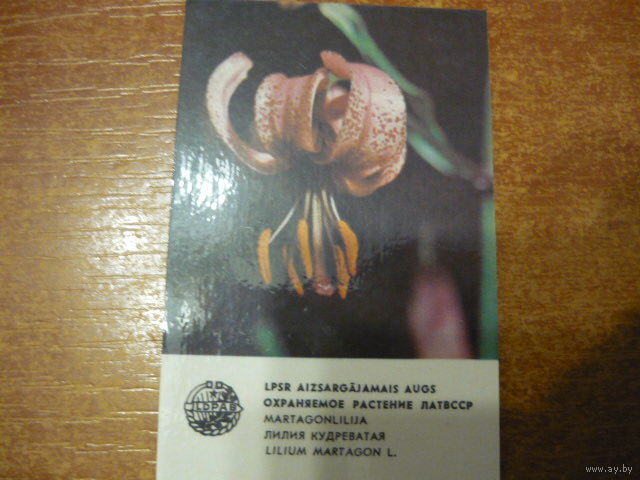 LPSR AIZSARGĀJAMAIS AUGS
ОХРАНЯЕМОЕ РАСТЕНИЕ ЛАТВССР
MARTAGONLILIJA
ЛИЛИЯ КУДРЕВАТАЯ
LILIUM MARTAGON L.
www.ay.by